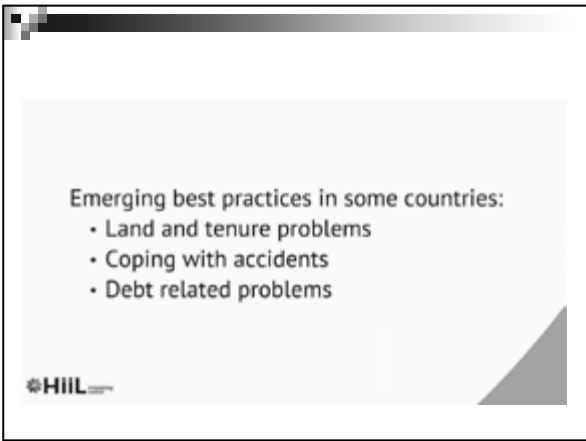 Emerging best practices in some countries:
• Land and tenure problems
• Coping with accidents
• Debt related problems
HiiL